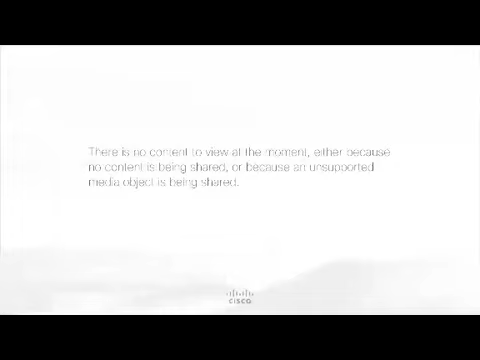 There is no content to view at the moment, either because
no content is being shared, or because an unsupported
media object is being shared.
CISCO